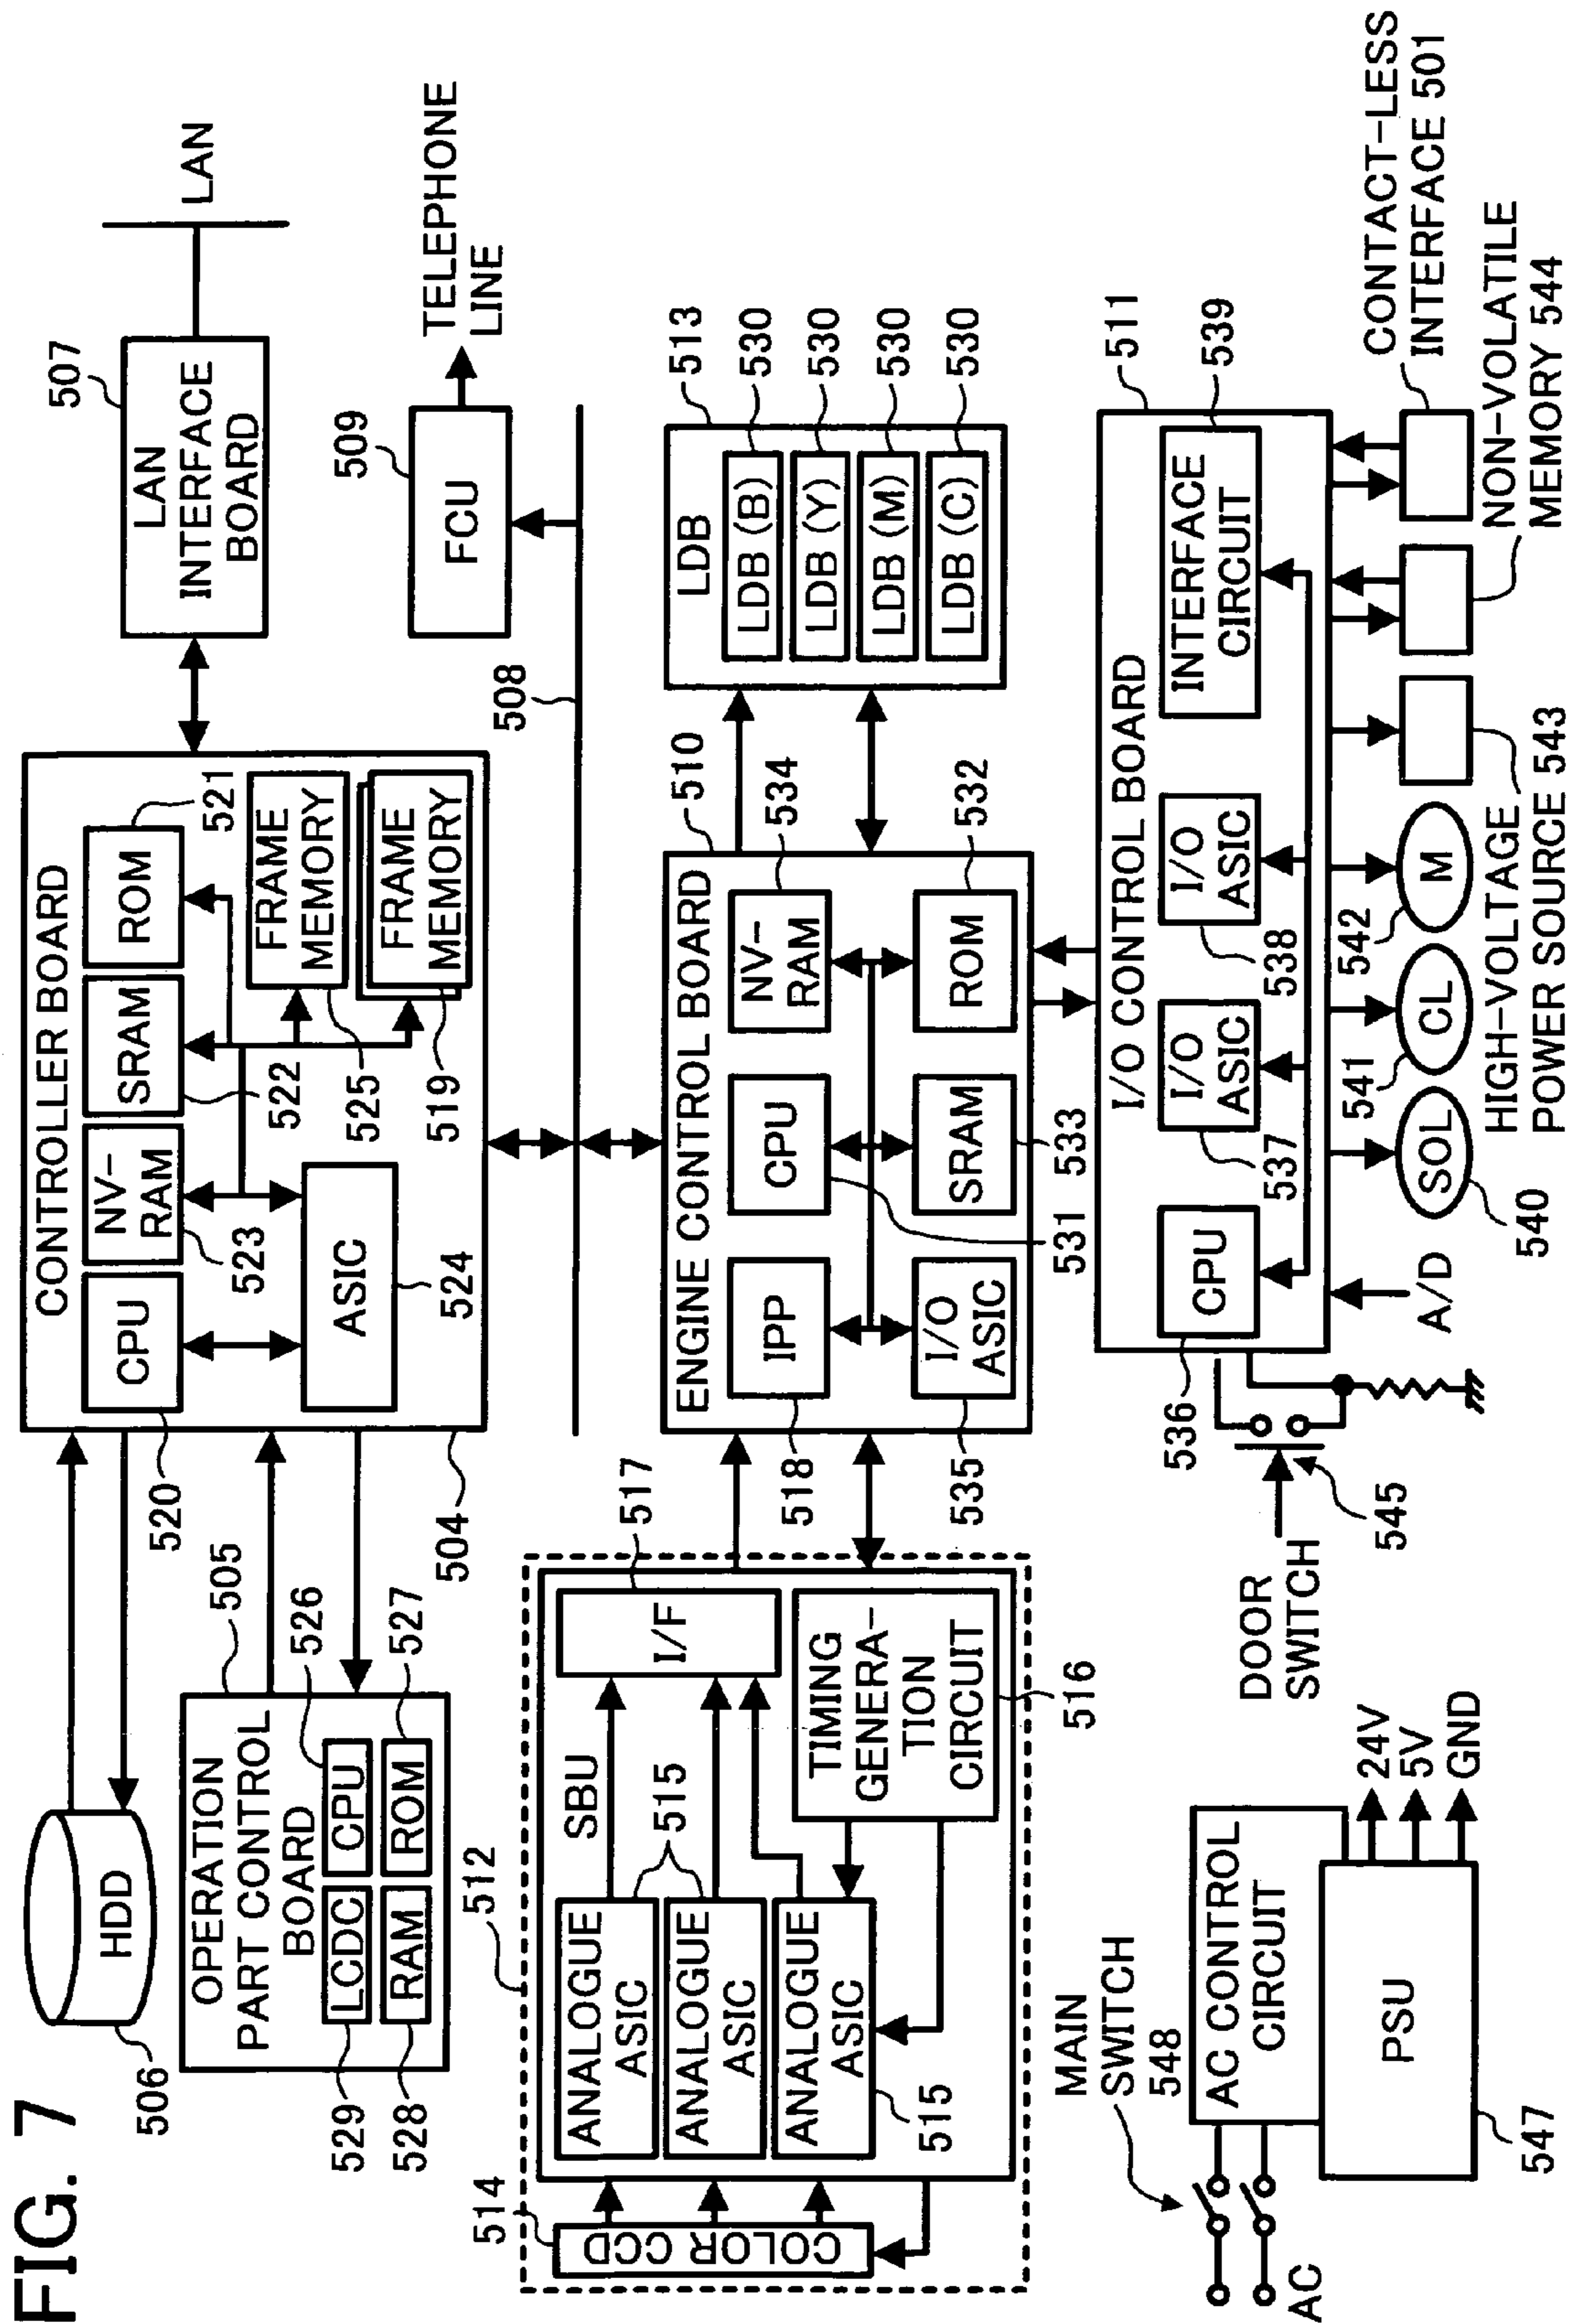 FIG. 7
HDD
506
OPERATION
PART CONTROL
BOARD
LCDC
CPU
RAM
ROM
505
526
527
529
528
CONTROLLER BOARD
CPU
NV-
RAM
SRAM
ROM
ASIC
FRAME
MEMORY
FRAME
MEMORY
520
523
522
521
524
525
519
504
LAN
INTERFACE
BOARD
507
LAN
FCU
509
TELEPHONE
LINE
508
512
514
COLOR CCD
SBU
ANALOGUE
ASIC
ANALOGUE
ASIC
ANALOGUE
ASIC
515
515
I/F
517
TIMING
GENERA-
TION
CIRCUIT
516
ENGINE CONTROL BOARD
510
IPP
CPU
NV-
RAM
I/O
ASIC
SRAM
ROM
518
531
534
535
533
532
LDB
513
LDB (B)
530
LDB (Y)
530
LDB (M)
530
LDB (C)
530
I/O CONTROL BOARD
511
CPU
I/O
ASIC
I/O
ASIC
INTERFACE
CIRCUIT
536
537
538
539
DOOR
SWITCH
545
A/D
SOL
540
CL
541
M
542
HIGH-VOLTAGE
POWER SOURCE 543
NON-VOLATILE
MEMORY 544
CONTACT-LESS
INTERFACE 501
MAIN
SWITCH
548
AC
AC CONTROL
CIRCUIT
PSU
547
24V
5V
GND